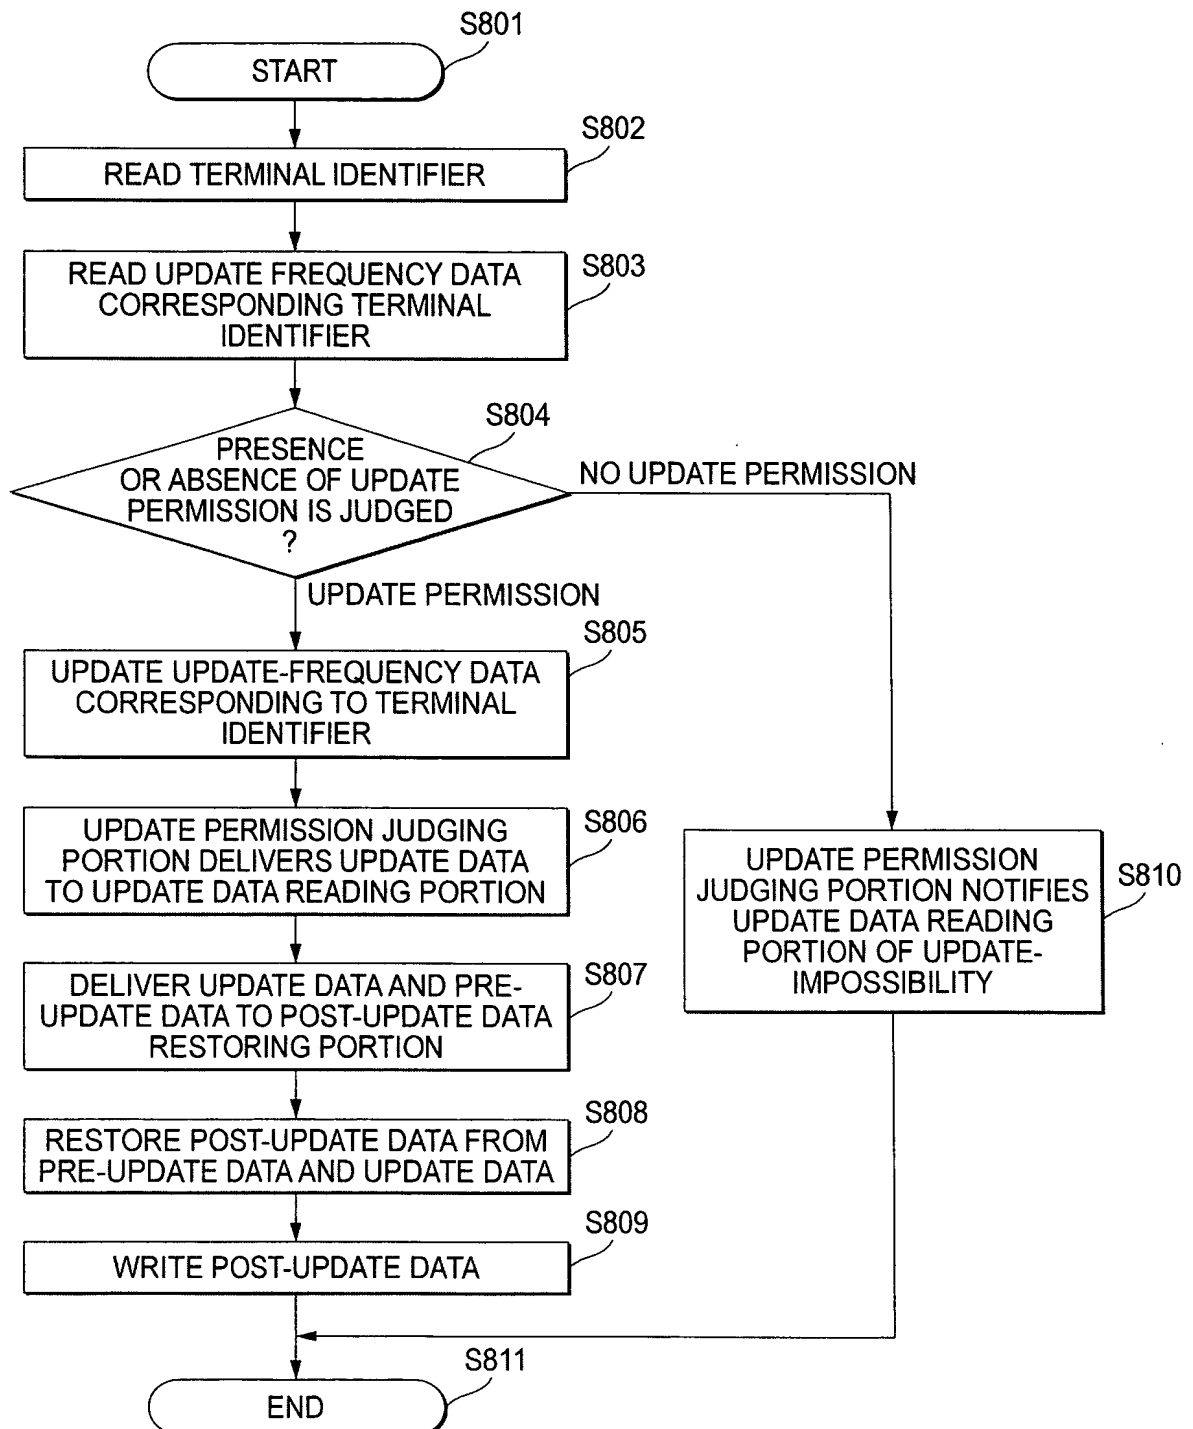 S801
START
S802
READ TERMINAL IDENTIFIER
S803
READ UPDATE FREQUENCY DATA
CORRESPONDING TERMINAL
IDENTIFIER
S804
PRESENCE
OR ABSENCE OF UPDATE
PERMISSION IS JUDGED
?
NO UPDATE PERMISSION
UPDATE PERMISSION
S805
UPDATE UPDATE-FREQUENCY DATA
CORRESPONDING TO TERMINAL
IDENTIFIER
S806
UPDATE PERMISSION JUDGING
PORTION DELIVERS UPDATE DATA
TO UPDATE DATA READING PORTION
S810
UPDATE PERMISSION
JUDGING PORTION NOTIFIES
UPDATE DATA READING
PORTION OF UPDATE-
IMPOSSIBILITY
S807
DELIVER UPDATE DATA AND PRE-
UPDATE DATA TO POST-UPDATE DATA
RESTORING PORTION
S808
RESTORE POST-UPDATE DATA FROM
PRE-UPDATE DATA AND UPDATE DATA
S809
WRITE POST-UPDATE DATA
S811
END